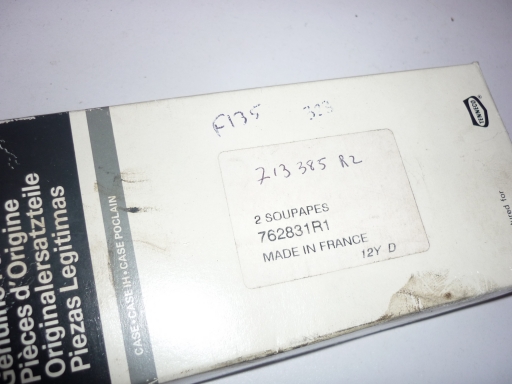 F135 323
713 385 R2
2 SOUPAPES
762831R1
MADE IN FRANCE
12Y D
TENNECO
Pièces d'Origine
Originalersatzteile
Piezas Legitimas
CASE•CASE IH•CASE POCLAIN